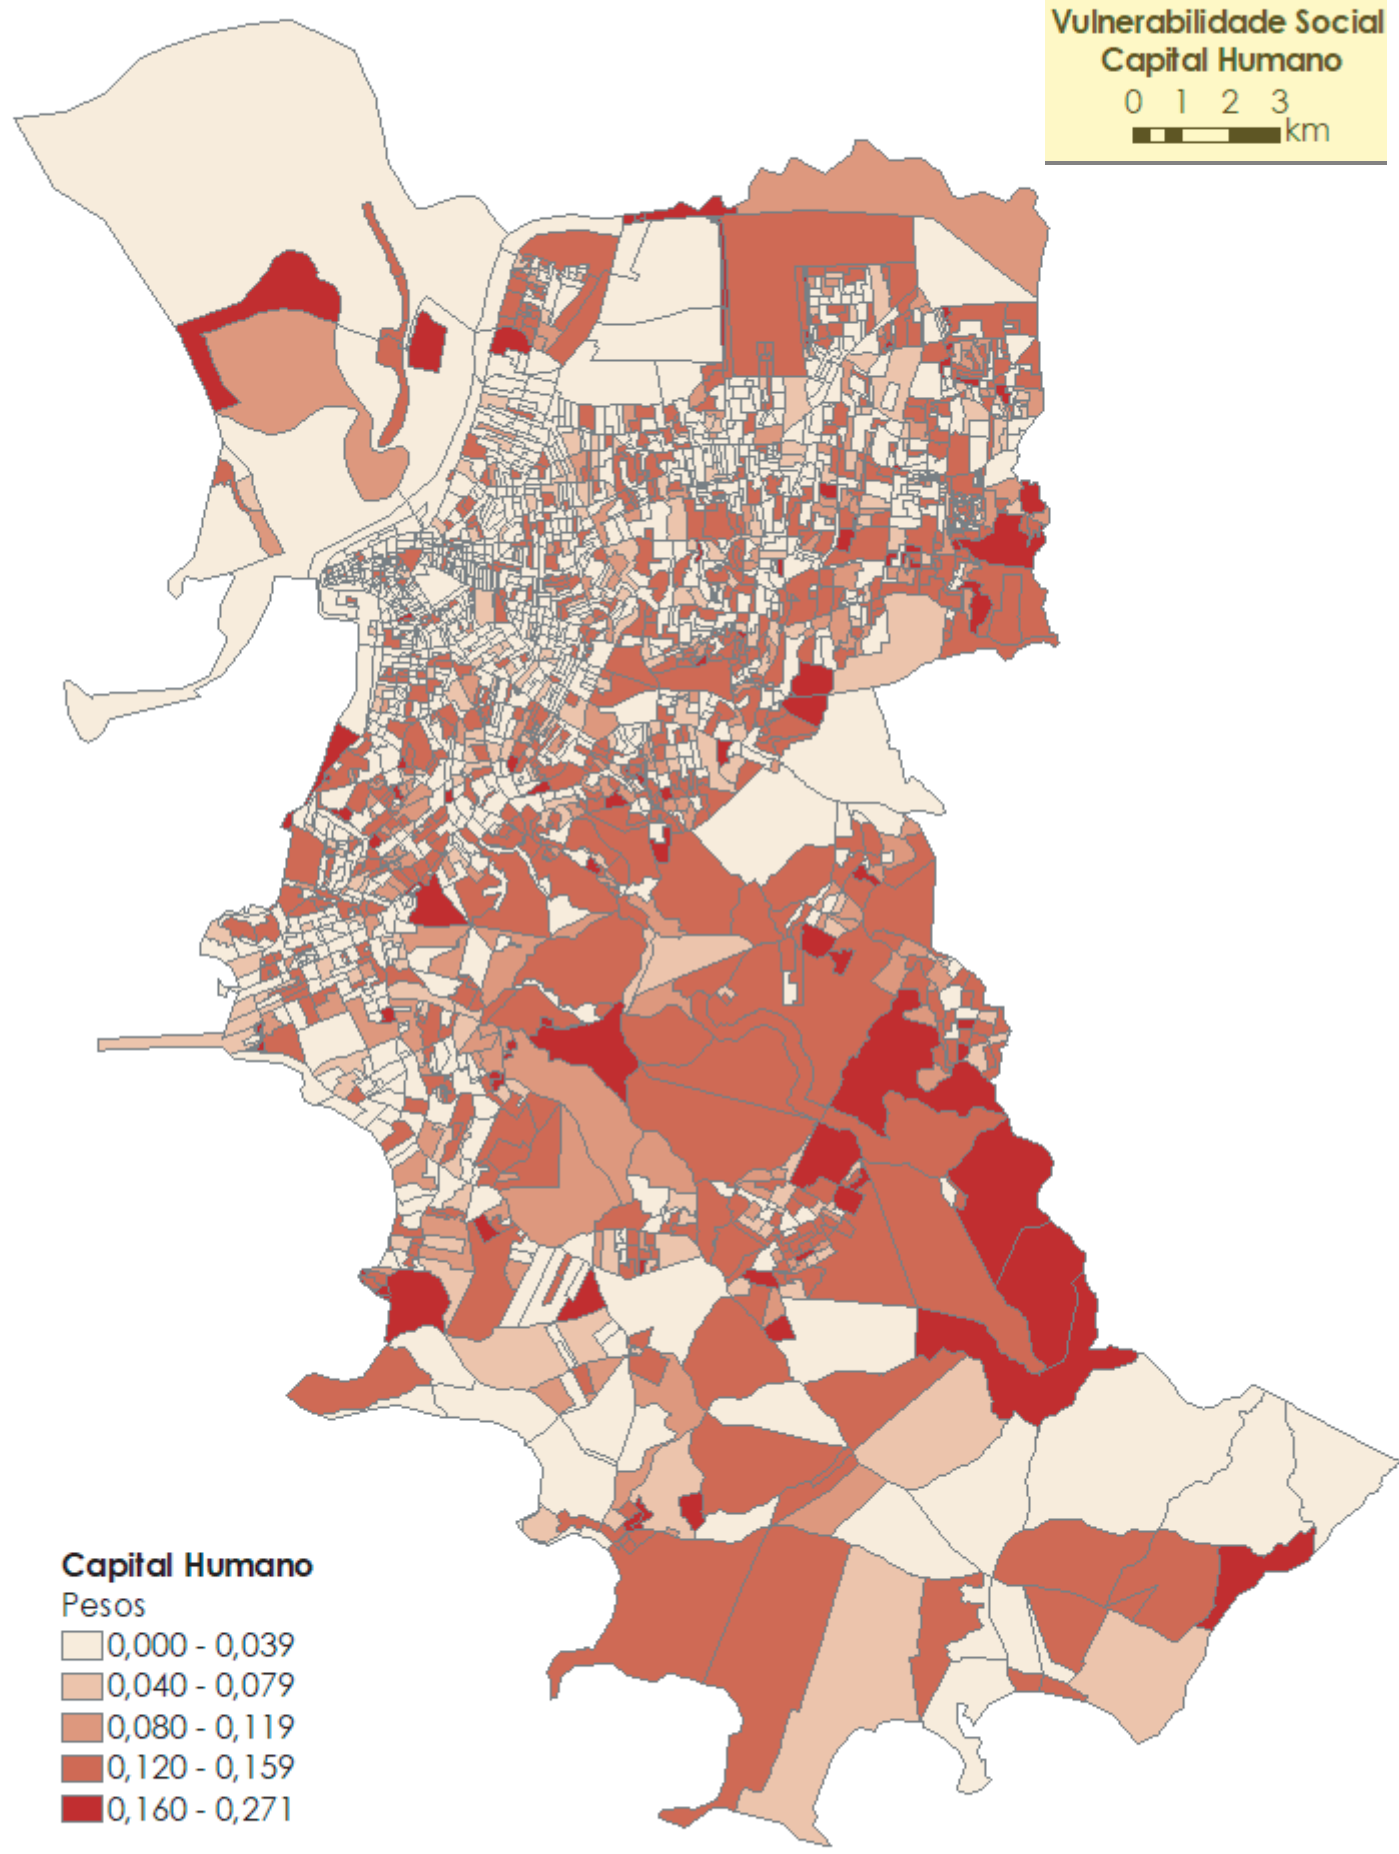 Vulnerabilidade Social
Capital Humano
0 1 2 3
km
Capital Humano
Pesos
0,000 - 0,039
0,040 - 0,079
0,080 - 0,119
0,120 - 0,159
0,160 - 0,271